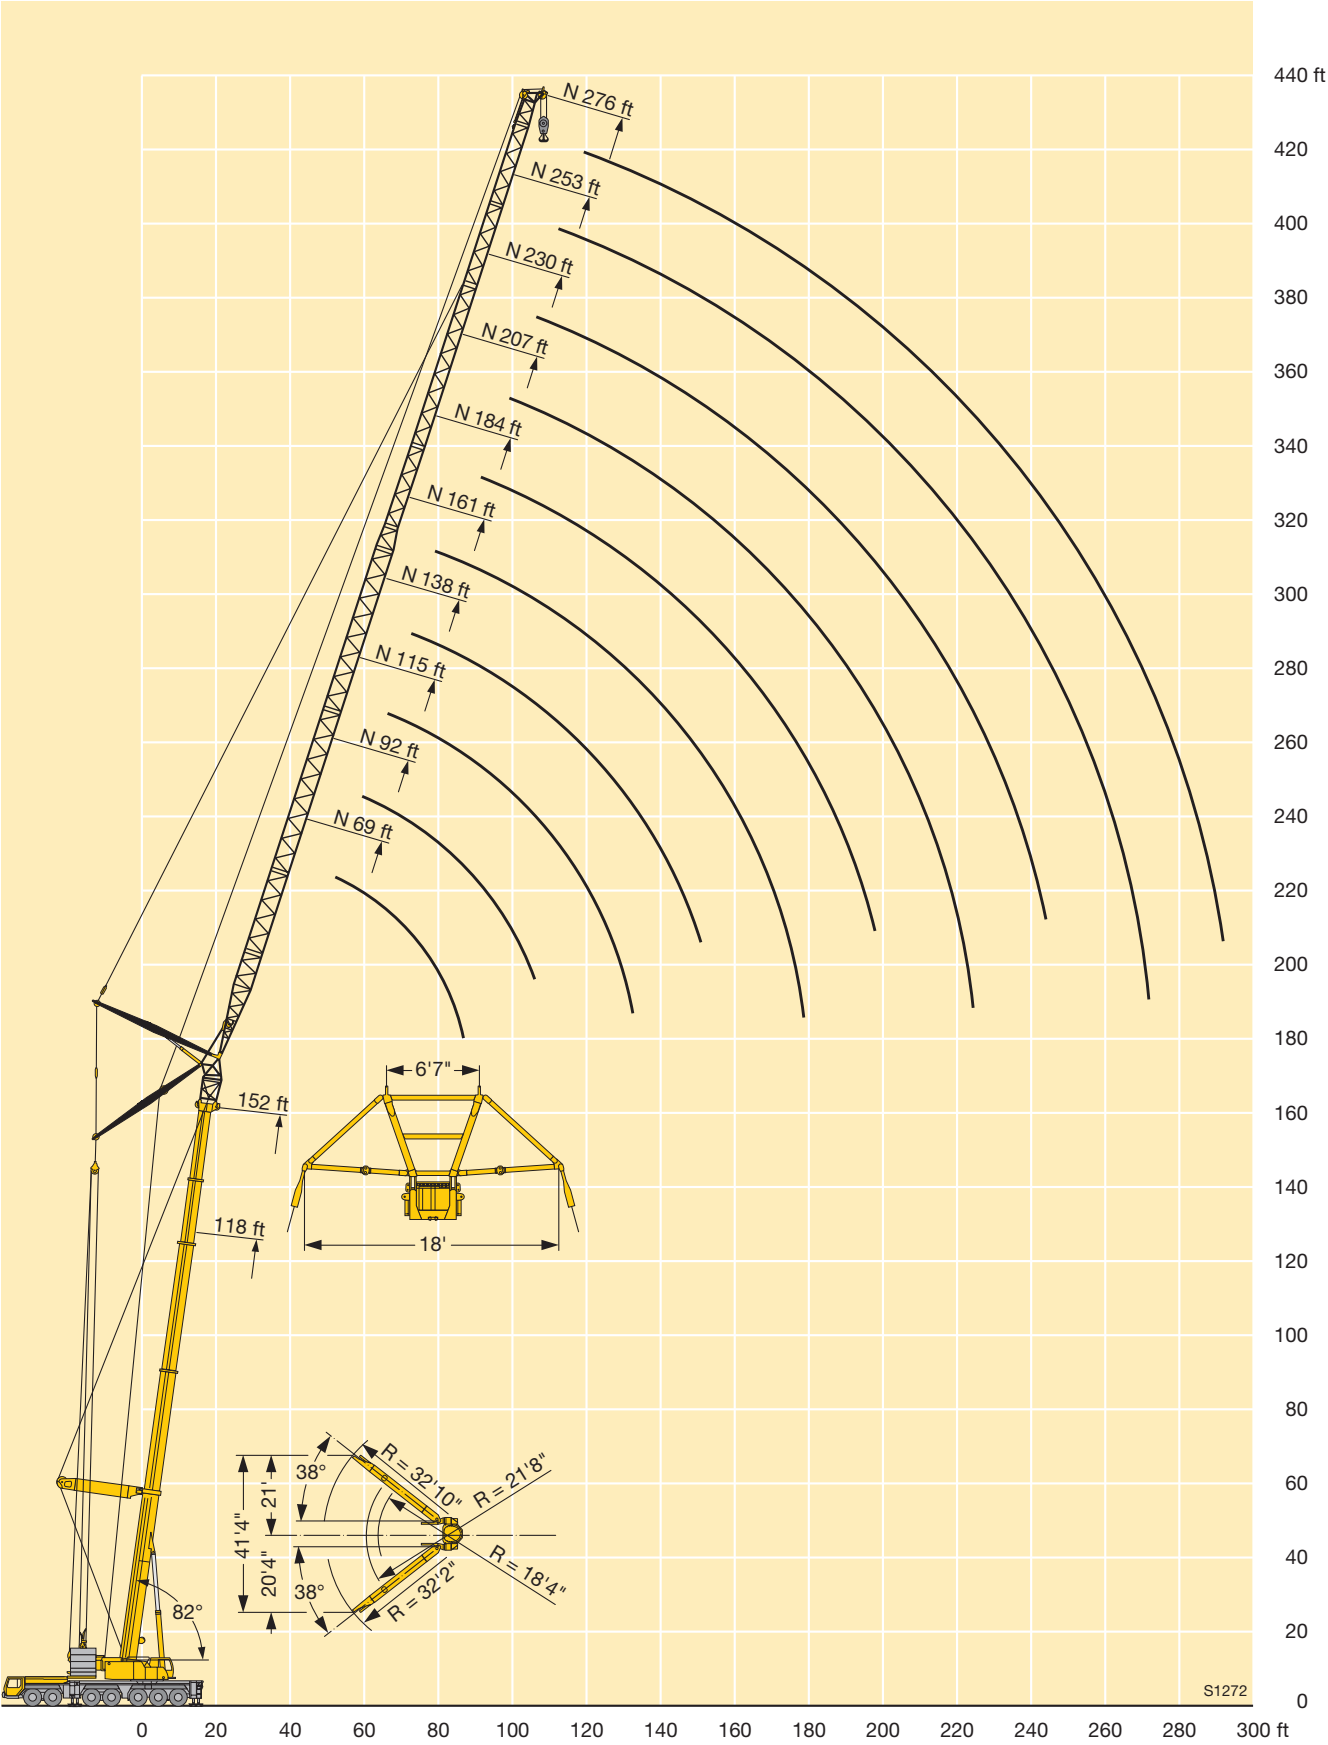 440 ft
N 276 ft
420
N 253 ft
400
N 230 ft
380
N 207 ft
360
340
N 184 ft
320
N 161 ft
300
N 138 ft
280
N 115 ft
260
N 92 ft
240
N 69 ft
220
200
180
6'7"
152 ft
160
140
118 ft
18'
120
100
80
R = 32'10"
R = 21'8"
38°
21'
60
41'4"
20'4"
38°
R = 32'2"
R = 18'4"
40
82°
20
S1272
0
0 20 40 60 80 100 120 140 160 180 200 220 240 260 280 300 ft